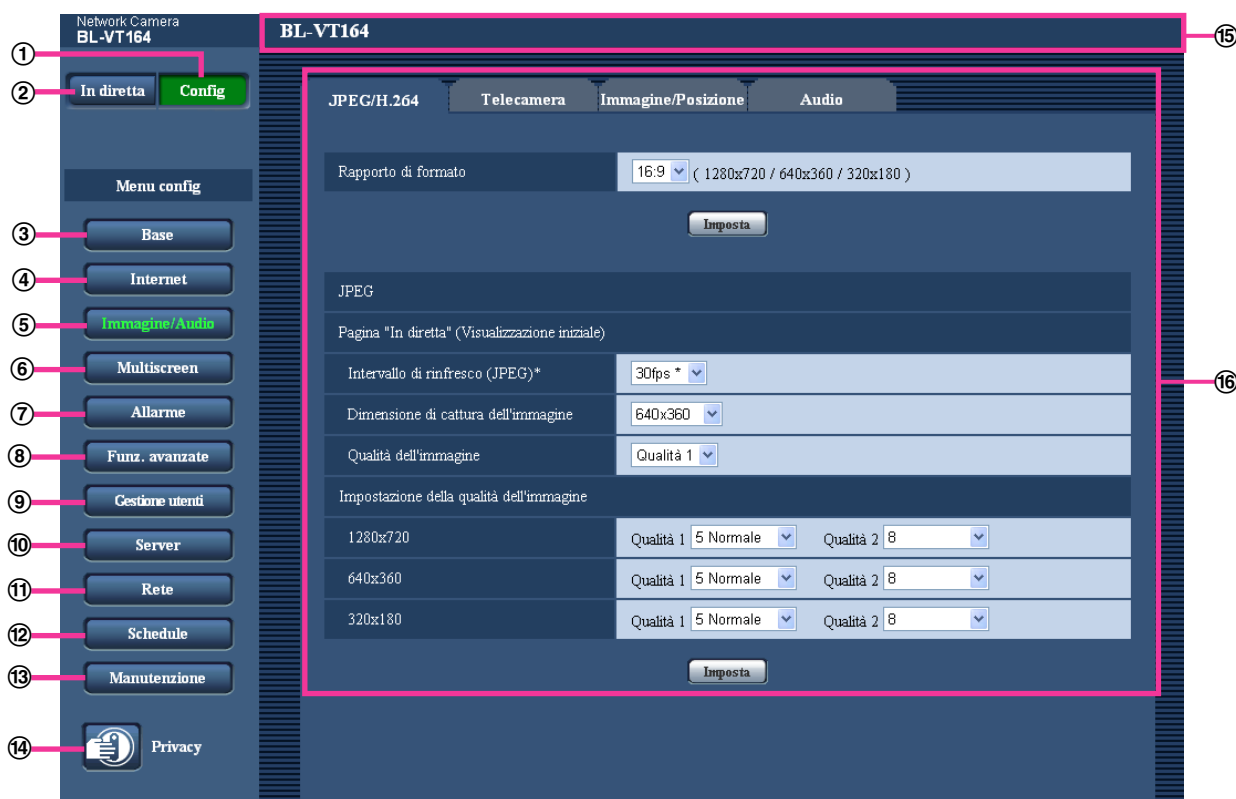 Network Camera
BL-VT164
BL-VT164
⑮
①
②
In diretta
Config
JPEG/H.264
Telecamera
Immagine/Posizione
Audio
Rapporto di formato
16:9
( 1280x720 / 640x360 / 320x180 )
Imposta
Menu config
③
Base
④
Internet
⑤
Immagine/Audio
⑥
Multiscreen
⑦
Allarme
⑧
Funz. avanzate
⑨
Gestione utenti
⑩
Server
⑪
Rete
⑫
Schedule
⑬
Manutenzione
⑭
Privacy
JPEG
Pagina "In diretta" (Visualizzazione iniziale)
Intervallo di rinfresco (JPEG)*
30fps *
⑯
Dimensione di cattura dell'immagine
640x360
Qualità dell'immagine
Qualità 1
Impostazione della qualità dell'immagine
1280x720
Qualità 1 5 Normale
Qualità 2 8
640x360
Qualità 1 5 Normale
Qualità 2 8
320x180
Qualità 1 5 Normale
Qualità 2 8
Imposta